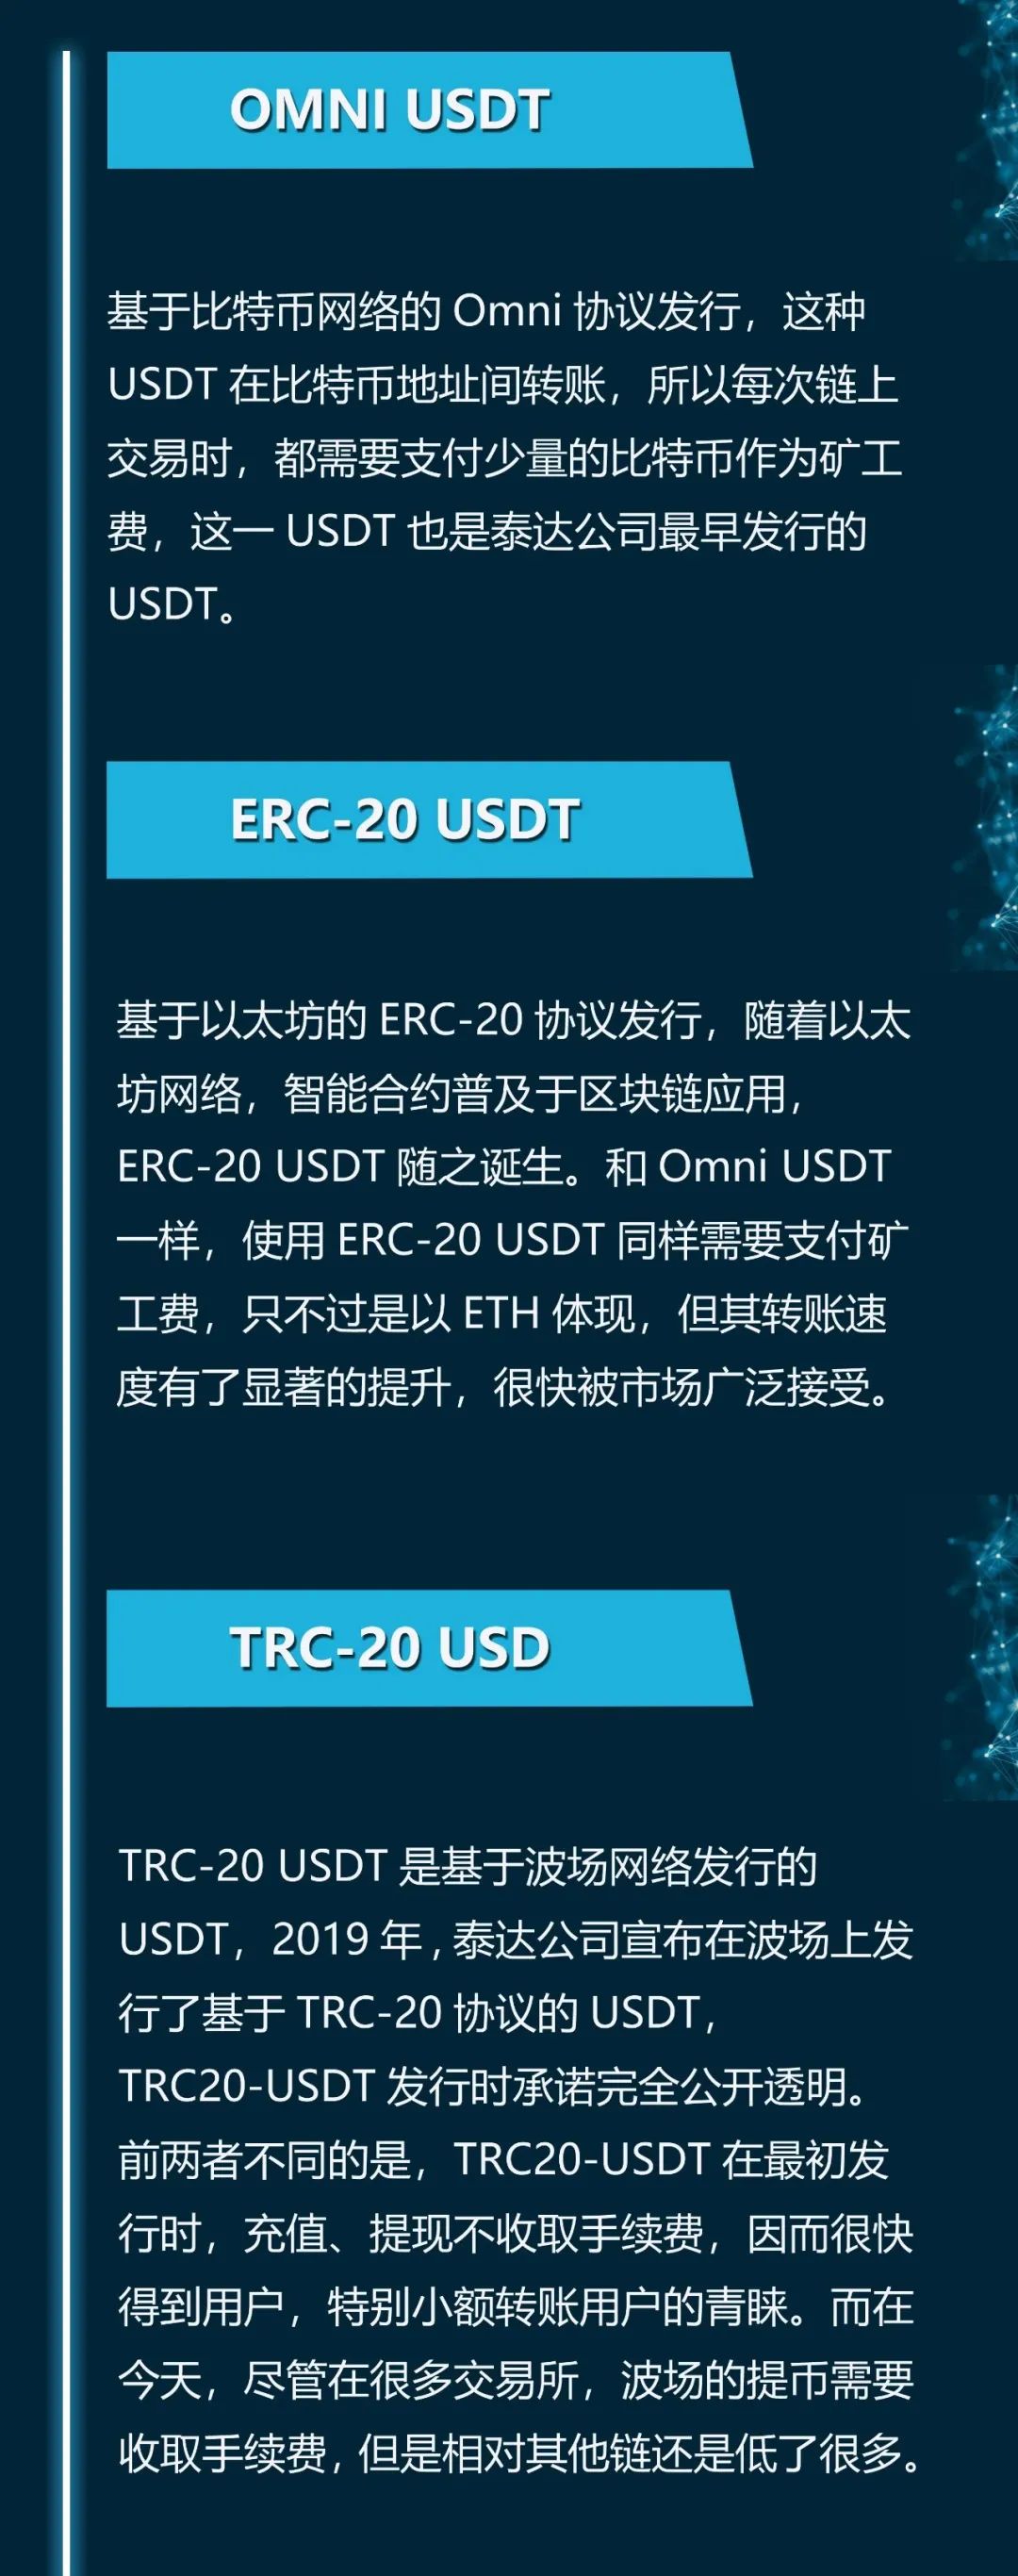 OMNI USDT
基于比特币网络的 Omni 协议发行，这种
USDT 在比特币地址间转账，所以每次链上
交易时，都需要支付少量的比特币作为矿工
费，这一 USDT 也是泰达公司最早发行的
USDT。
ERC-20 USDT
基于以太坊的 ERC-20 协议发行，随着以太
坊网络，智能合约普及于区块链应用，
ERC-20 USDT 随之诞生。和 Omni USDT
一样，使用 ERC-20 USDT 同样需要支付矿
工费，只不过是以 ETH 体现，但其转账速
度有了显著的提升，很快被市场广泛接受。
TRC-20 USD
TRC-20 USDT 是基于波场网络发行的
USDT，2019 年 , 泰达公司宣布在波场上发
行了基于 TRC-20 协议的 USDT，
TRC20-USDT 发行时承诺完全公开透明。
前两者不同的是，TRC20-USDT 在最初发
行时，充值、提现不收取手续费，因而很快
得到用户，特别小额转账用户的青睐。而在
今天，尽管在很多交易所，波场的提币需要
收取手续费 , 但是相对其他链还是低了很多。